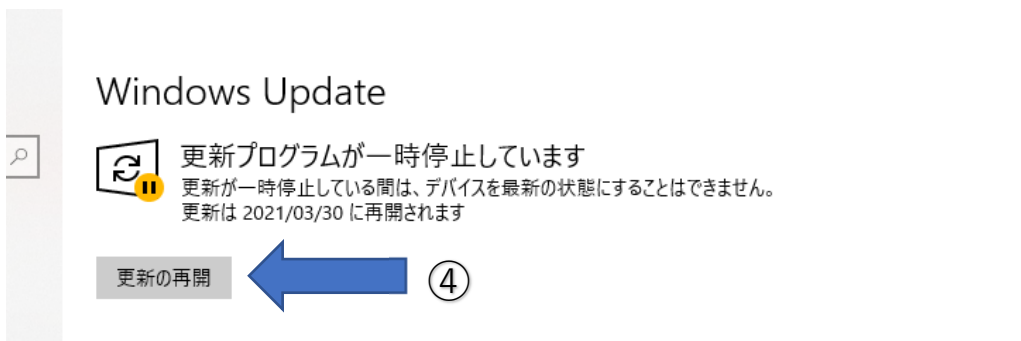 Windows Update
更新プログラムが一時停止しています
更新が一時停止している間は、デバイスを最新の状態にすることはできません。
更新は 2021/03/30 に再開されます
更新の再開
④